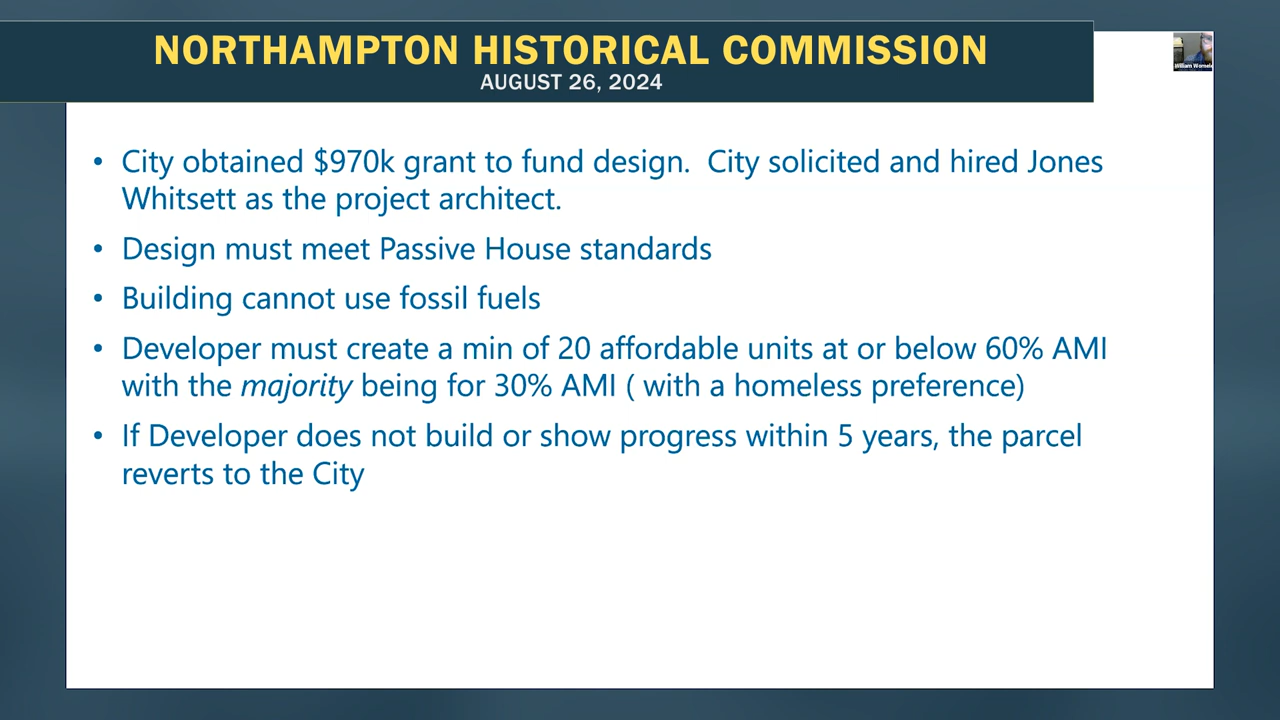 NORTHAMPTON HISTORICAL COMMISSION
AUGUST 26, 2024
• City obtained $970k grant to fund design.  City solicited and hired Jones
Whitsett as the project architect.
• Design must meet Passive House standards
• Building cannot use fossil fuels
• Developer must create a min of 20 affordable units at or below 60% AMI
with the majority being for 30% AMI ( with a homeless preference)
• If Developer does not build or show progress within 5 years, the parcel
reverts to the City
William